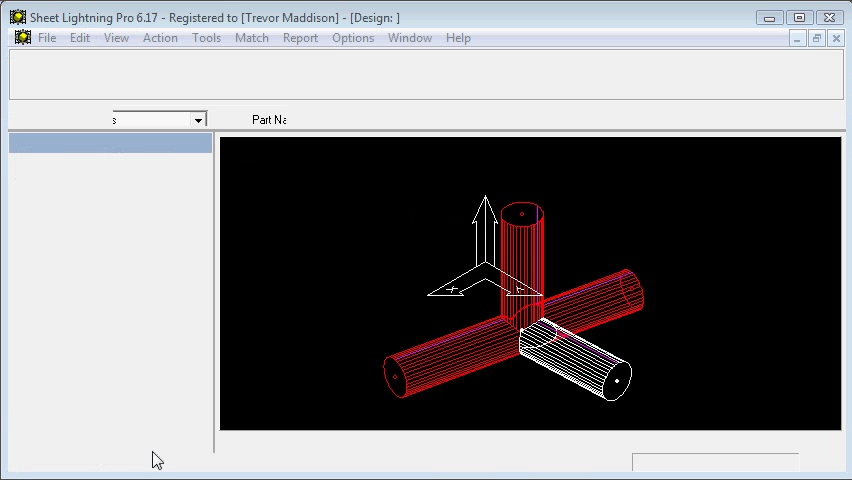 Sheet Lightning Pro 6.17 - Registered to [Trevor Maddison] - [Design: ]
File Edit View Action Tools Match Report Options Window Help
s Part Na
X Y